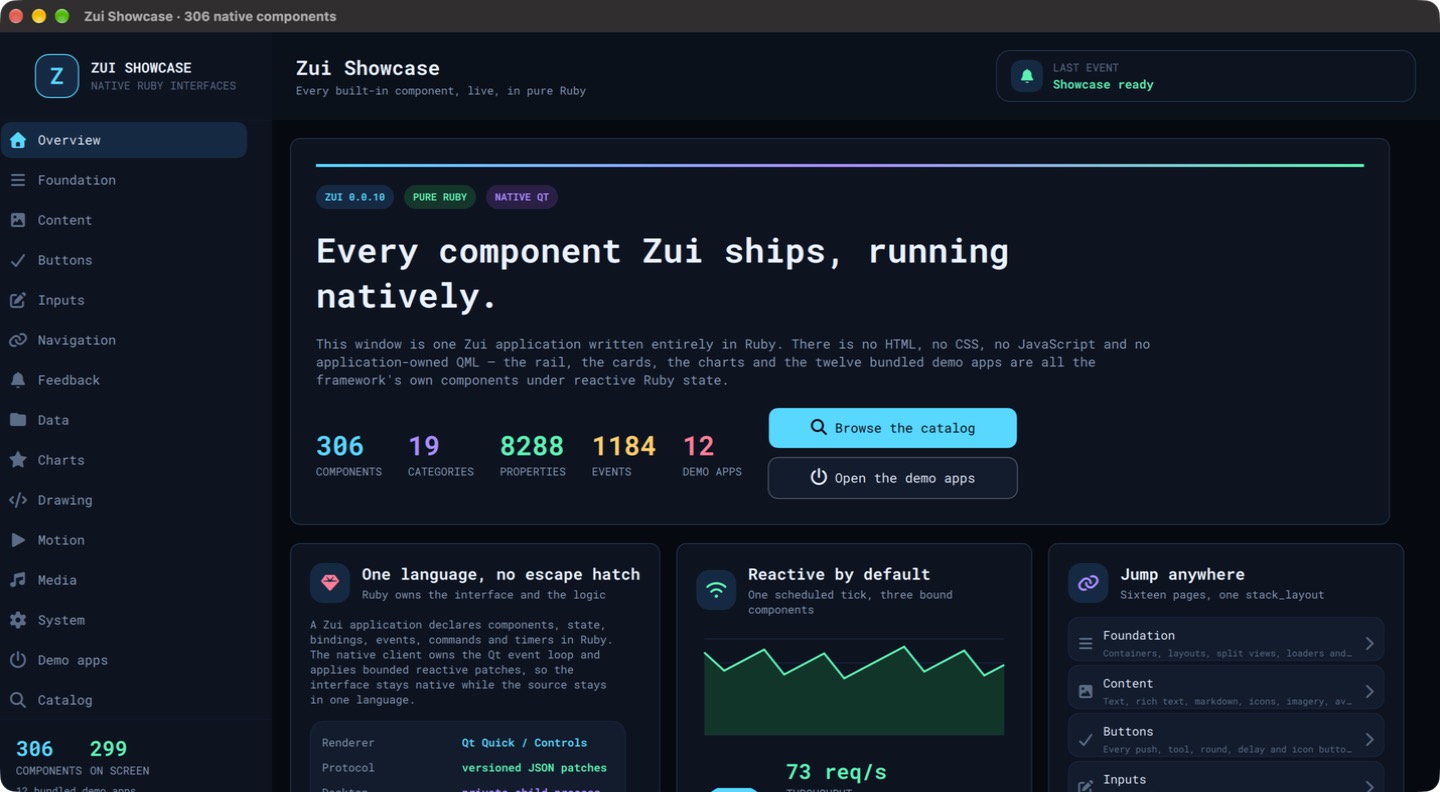 Zui Showcase · 306 native components
Z
ZUI SHOWCASE
NATIVE RUBY INTERFACES
Overview
Foundation
Content
Buttons
Inputs
Navigation
Feedback
Data
Charts
Drawing
Motion
Media
System
Demo apps
Catalog
306
COMPONENTS
299
ON SCREEN
12 bundled demo apps
Zui Showcase
Every built-in component, live, in pure Ruby
LAST EVENT
Showcase ready
ZUI 0.0.10
PURE RUBY
NATIVE QT
Every component Zui ships, running
natively.
This window is one Zui application written entirely in Ruby. There is no HTML, no CSS, no JavaScript and no
application-owned QML — the rail, the cards, the charts and the twelve bundled demo apps are all the
framework's own components under reactive Ruby state.
306
COMPONENTS
19
CATEGORIES
8288
PROPERTIES
1184
EVENTS
12
DEMO APPS
Browse the catalog
Open the demo apps
One language, no escape hatch
Ruby owns the interface and the logic
A Zui application declares components, state,
bindings, events, commands and timers in Ruby.
The native client owns the Qt event loop and
applies bounded reactive patches, so the
interface stays native while the source stays
in one language.
Renderer
Qt Quick / Controls
Protocol
versioned JSON patches
Desktop
private child process
Reactive by default
One scheduled tick, three bound
components
73 req/s
THROUGHPUT
Jump anywhere
Sixteen pages, one stack_layout
Foundation
Containers, layouts, split views, loaders and…
Content
Text, rich text, markdown, icons, imagery, av…
Buttons
Every push, tool, round, delay and icon butto…
Inputs